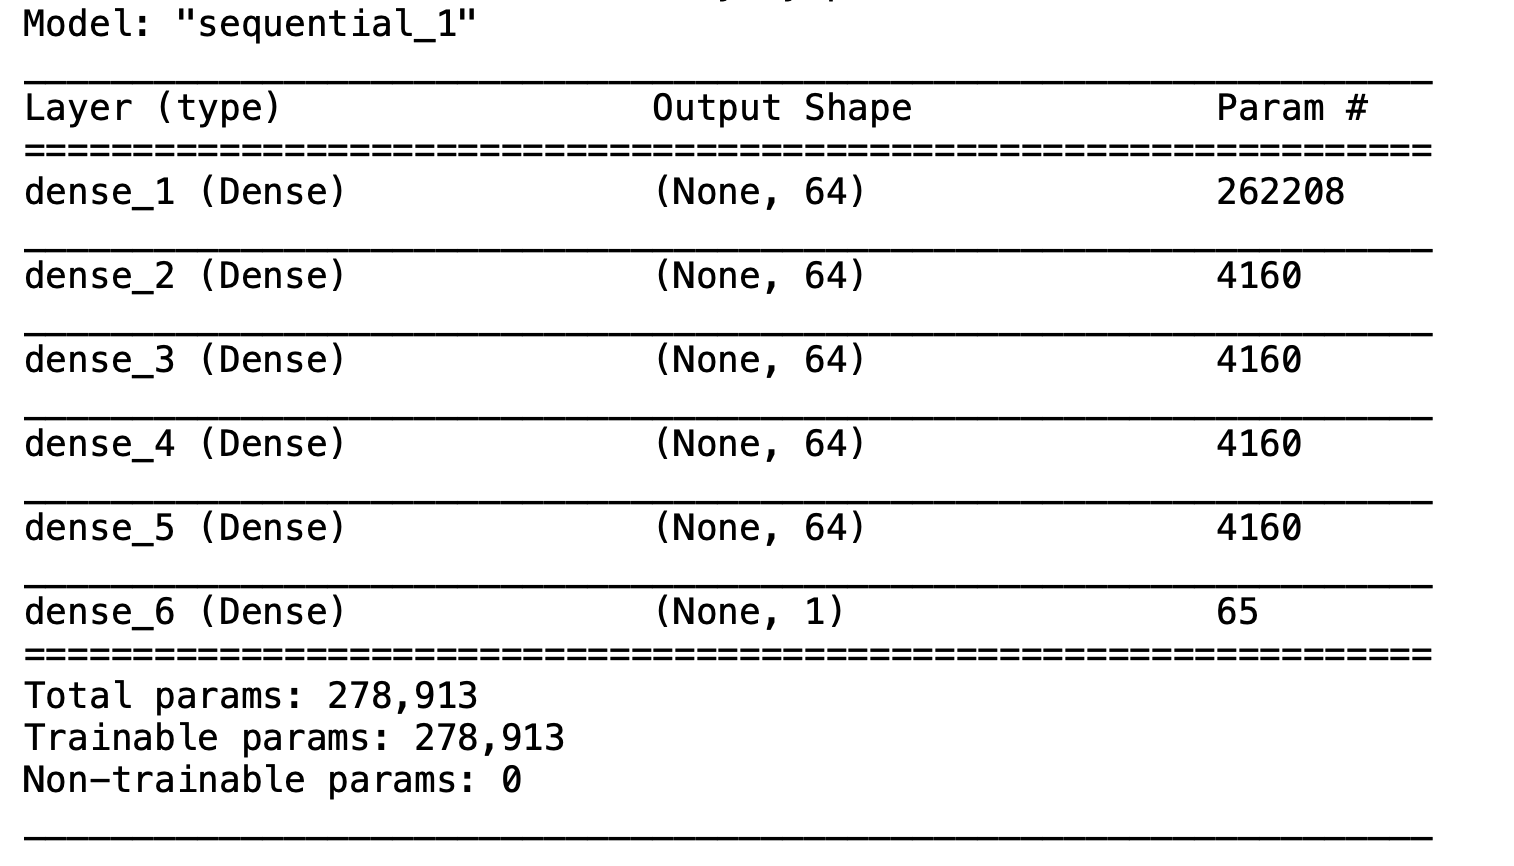 Model: "sequential_1"
Layer (type) Output Shape Param #
dense_1 (Dense) (None, 64) 262208
dense_2 (Dense) (None, 64) 4160
dense_3 (Dense) (None, 64) 4160
dense_4 (Dense) (None, 64) 4160
dense_5 (Dense) (None, 64) 4160
dense_6 (Dense) (None, 1) 65
Total params: 278,913
Trainable params: 278,913
Non-trainable params: 0